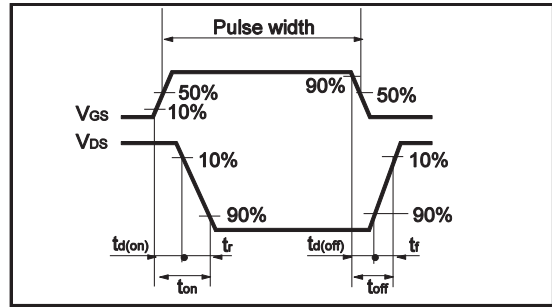 Pulse width
90%
50%
50%
10%
VGS
VDS
10%
10%
90%
90%
td(on)
tr
td(off)
tf
ton
toff